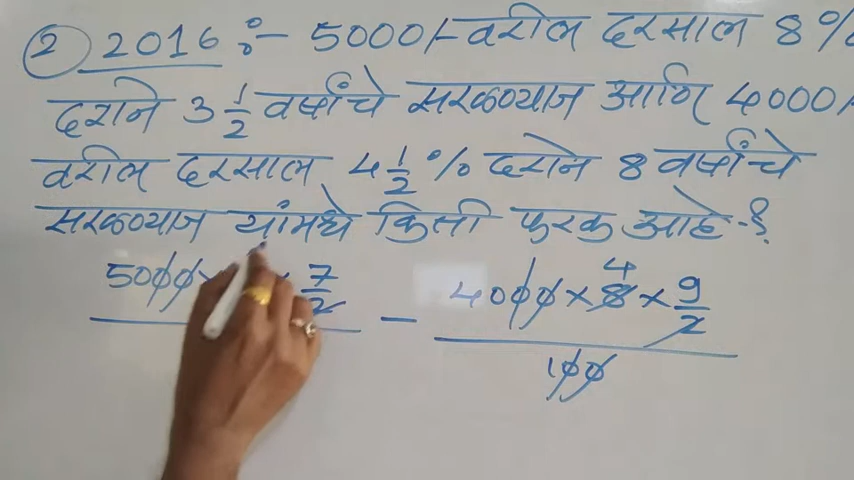 ② 2016 :- 5000/- वरील दरसाल 8%
दराने 3 1/2 वर्षांचे सरळव्याज आणि 4000/-
वरील दरसाल 4 1/2 % दराने 8 वर्षांचे
सरळव्याज यांमध्ये किती फरक आहे-?
5000× × 7/2 - 4000×8×9/2
4
100